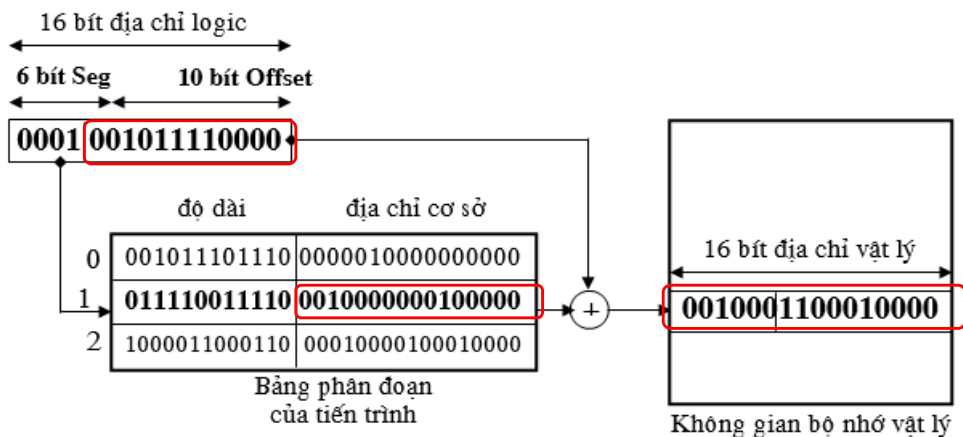 16 bít địa chỉ logic
6 bít Seg 10 bít Offset
0001 001011110000
độ dài địa chỉ cơ sở
0 001011101110 0000010000000000
1 011110011110 0010000000100000
2 1000011000110 000100000100010000
Bảng phân đoạn
của tiến trình
16 bít địa chỉ vật lý
0010001100010000
Không gian bộ nhớ vật lý